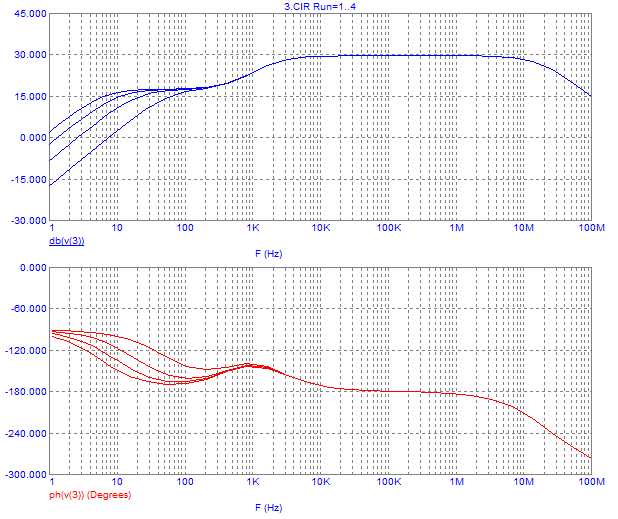 3.CIR Run=1..4
45.000
30.000
15.000
0.000
-15.000
-30.000
1 10 100 1K 10K 100K 1M 10M 100M
db(v(3))
F (Hz)
0.000
-60.000
-120.000
-180.000
-240.000
-300.000
1 10 100 1K 10K 100K 1M 10M 100M
ph(v(3)) (Degrees)
F (Hz)